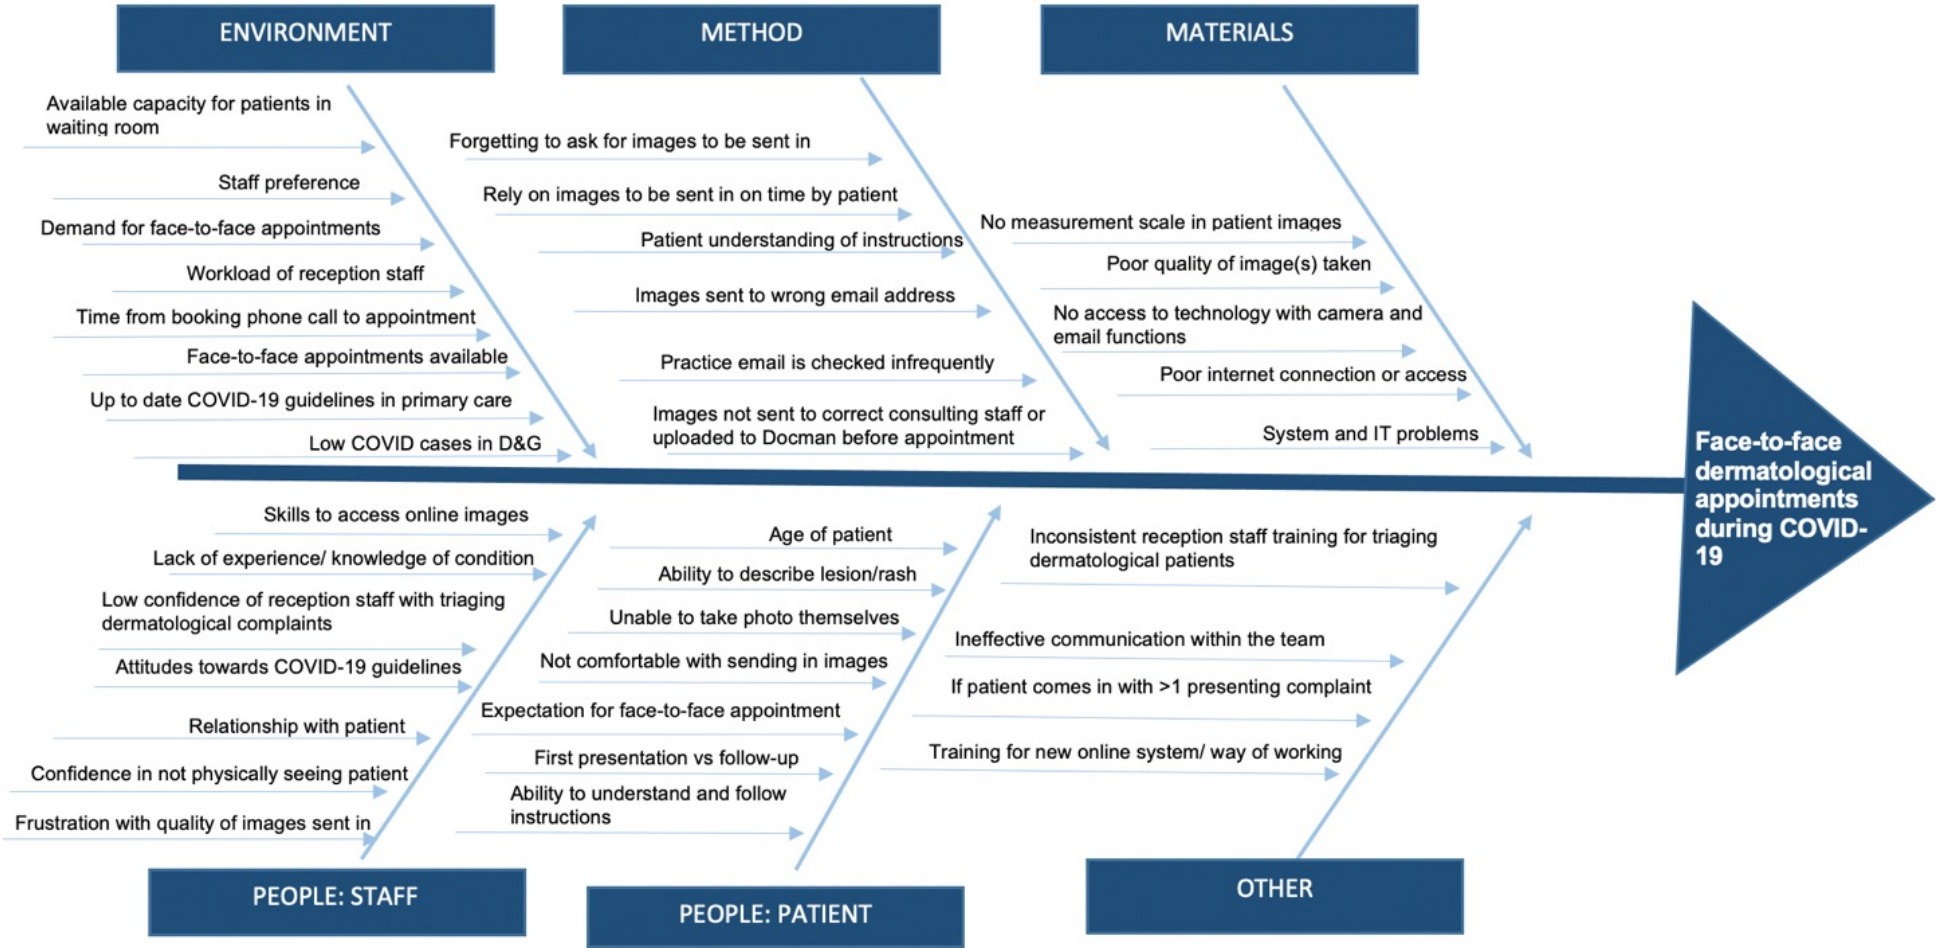 ENVIRONMENT
Available capacity for patients in
waiting room
Staff preference
Demand for face-to-face appointments
Workload of reception staff
Time from booking phone call to appointment
Face-to-face appointments available
Up to date COVID-19 guidelines in primary care
Low COVID cases in D&G
METHOD
Forgetting to ask for images to be sent in
Rely on images to be sent in on time by patient
Patient understanding of instructions
Images sent to wrong email address
Practice email is checked infrequently
Images not sent to correct consulting staff or
uploaded to Docman before appointment
MATERIALS
No measurement scale in patient images
Poor quality of image(s) taken
No access to technology with camera and
email functions
Poor internet connection or access
System and IT problems
Face-to-face
dermatological
appointments
during COVID-
19
Skills to access online images
Lack of experience/ knowledge of condition
Low confidence of reception staff with triaging
dermatological complaints
Attitudes towards COVID-19 guidelines
Relationship with patient
Confidence in not physically seeing patient
Frustration with quality of images sent in
PEOPLE: STAFF
Age of patient
Ability to describe lesion/rash
Unable to take photo themselves
Not comfortable with sending in images
Expectation for face-to-face appointment
First presentation vs follow-up
Ability to understand and follow
instructions
PEOPLE: PATIENT
Inconsistent reception staff training for triaging
dermatological patients
Ineffective communication within the team
If patient comes in with >1 presenting complaint
Training for new online system/ way of working
OTHER